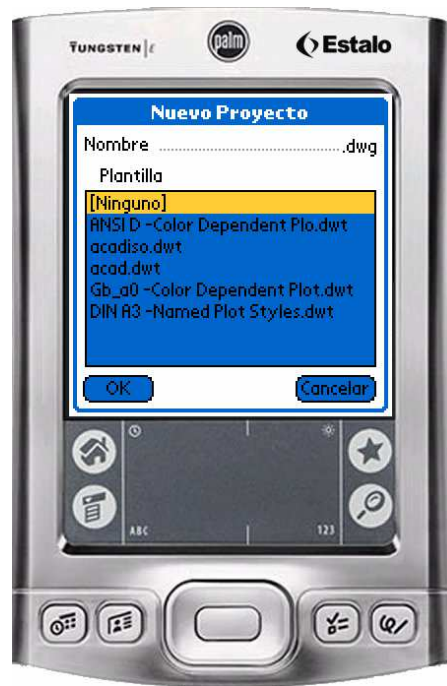 TUNGSTEN | E palm Estalo
Nuevo Proyecto
Nombre .dwg
Plantilla
[Ninguno]
ANSI D -Color Dependent Plo.dwt
acadiso.dwt
acad.dwt
Gb_a0 -Color Dependent Plot.dwt
DIN A3 -Named Plot Styles.dwt
OK Cancelar
ABC 123